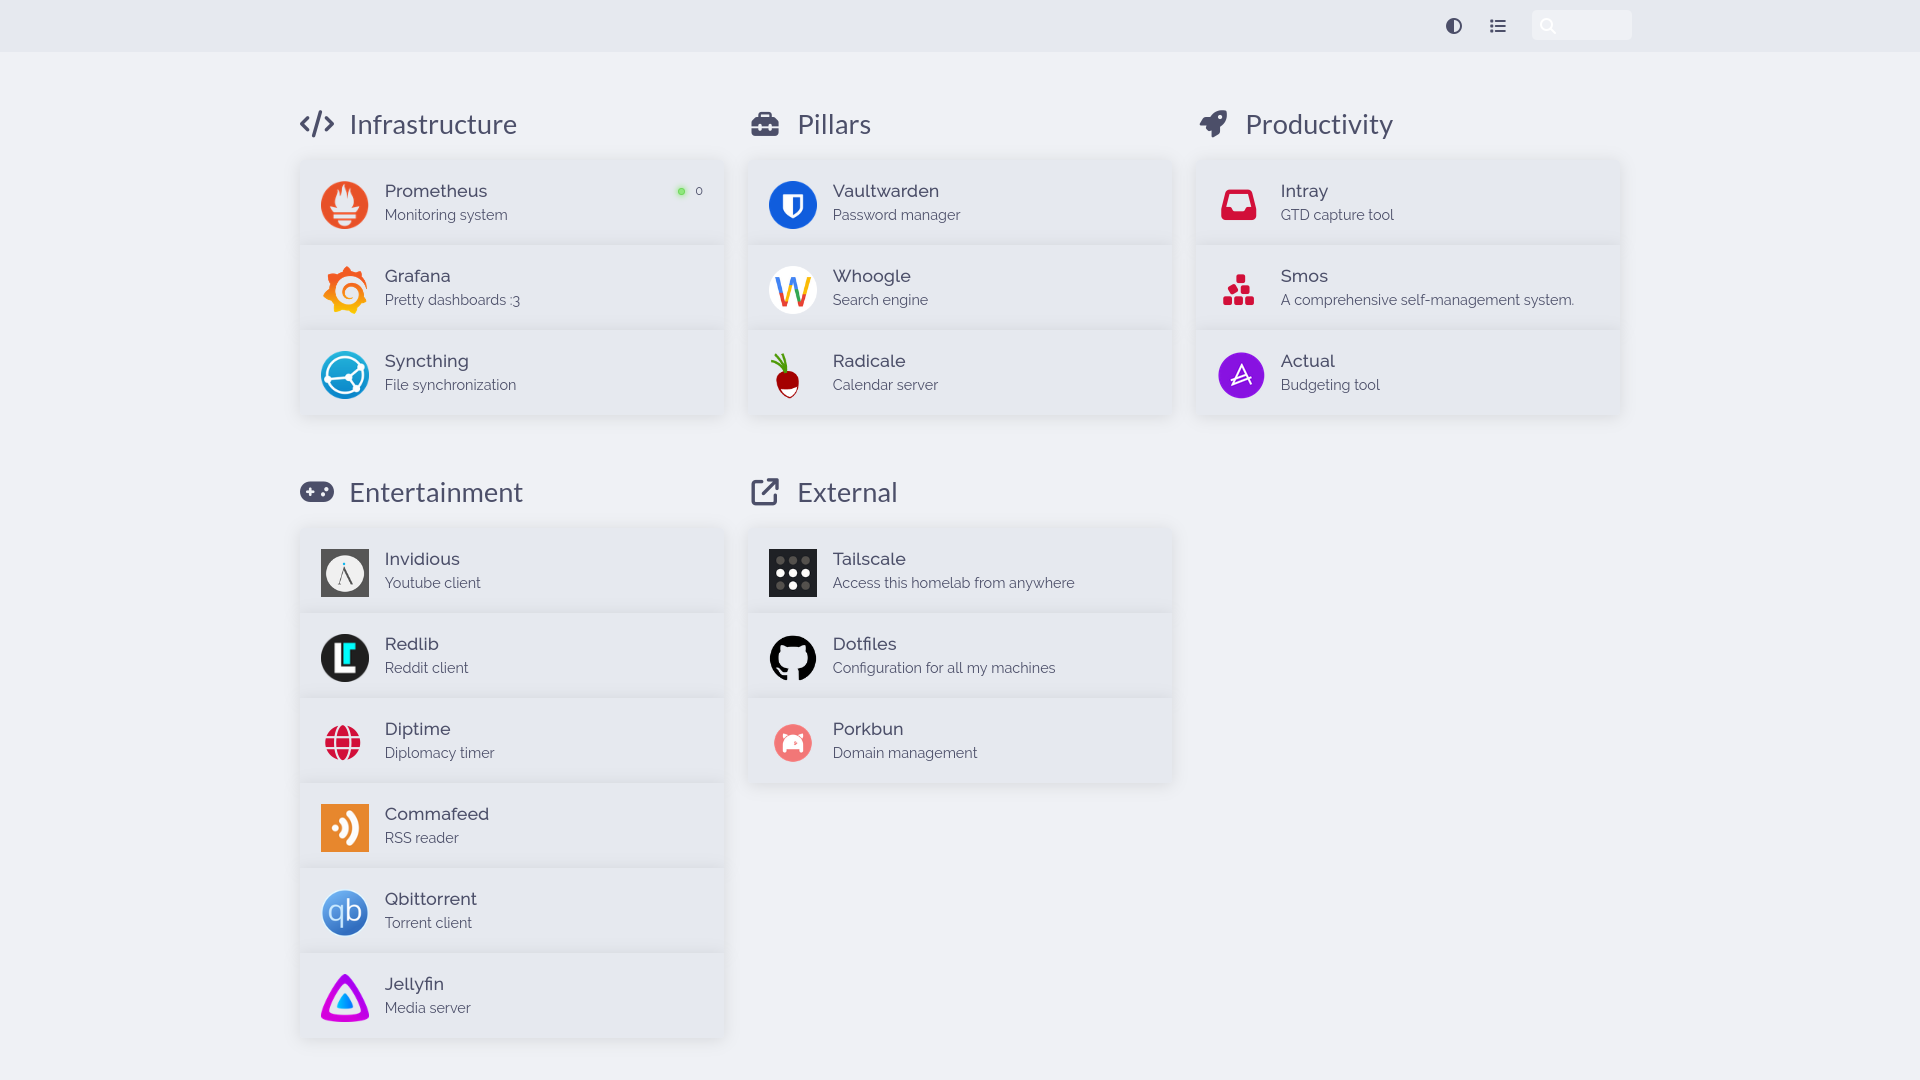 Infrastructure
Prometheus
0
Monitoring system
Grafana
Pretty dashboards :3
Syncthing
File synchronization
Pillars
Vaultwarden
Password manager
W
Whoogle
Search engine
Radicale
Calendar server
Productivity
Intray
GTD capture tool
Smos
A comprehensive self-management system.
Actual
Budgeting tool
Entertainment
Invidious
Youtube client
Redlib
Reddit client
Diptime
Diplomacy timer
Commafeed
RSS reader
qb
Qbittorrent
Torrent client
Jellyfin
Media server
External
Tailscale
Access this homelab from anywhere
Dotfiles
Configuration for all my machines
Porkbun
Domain management